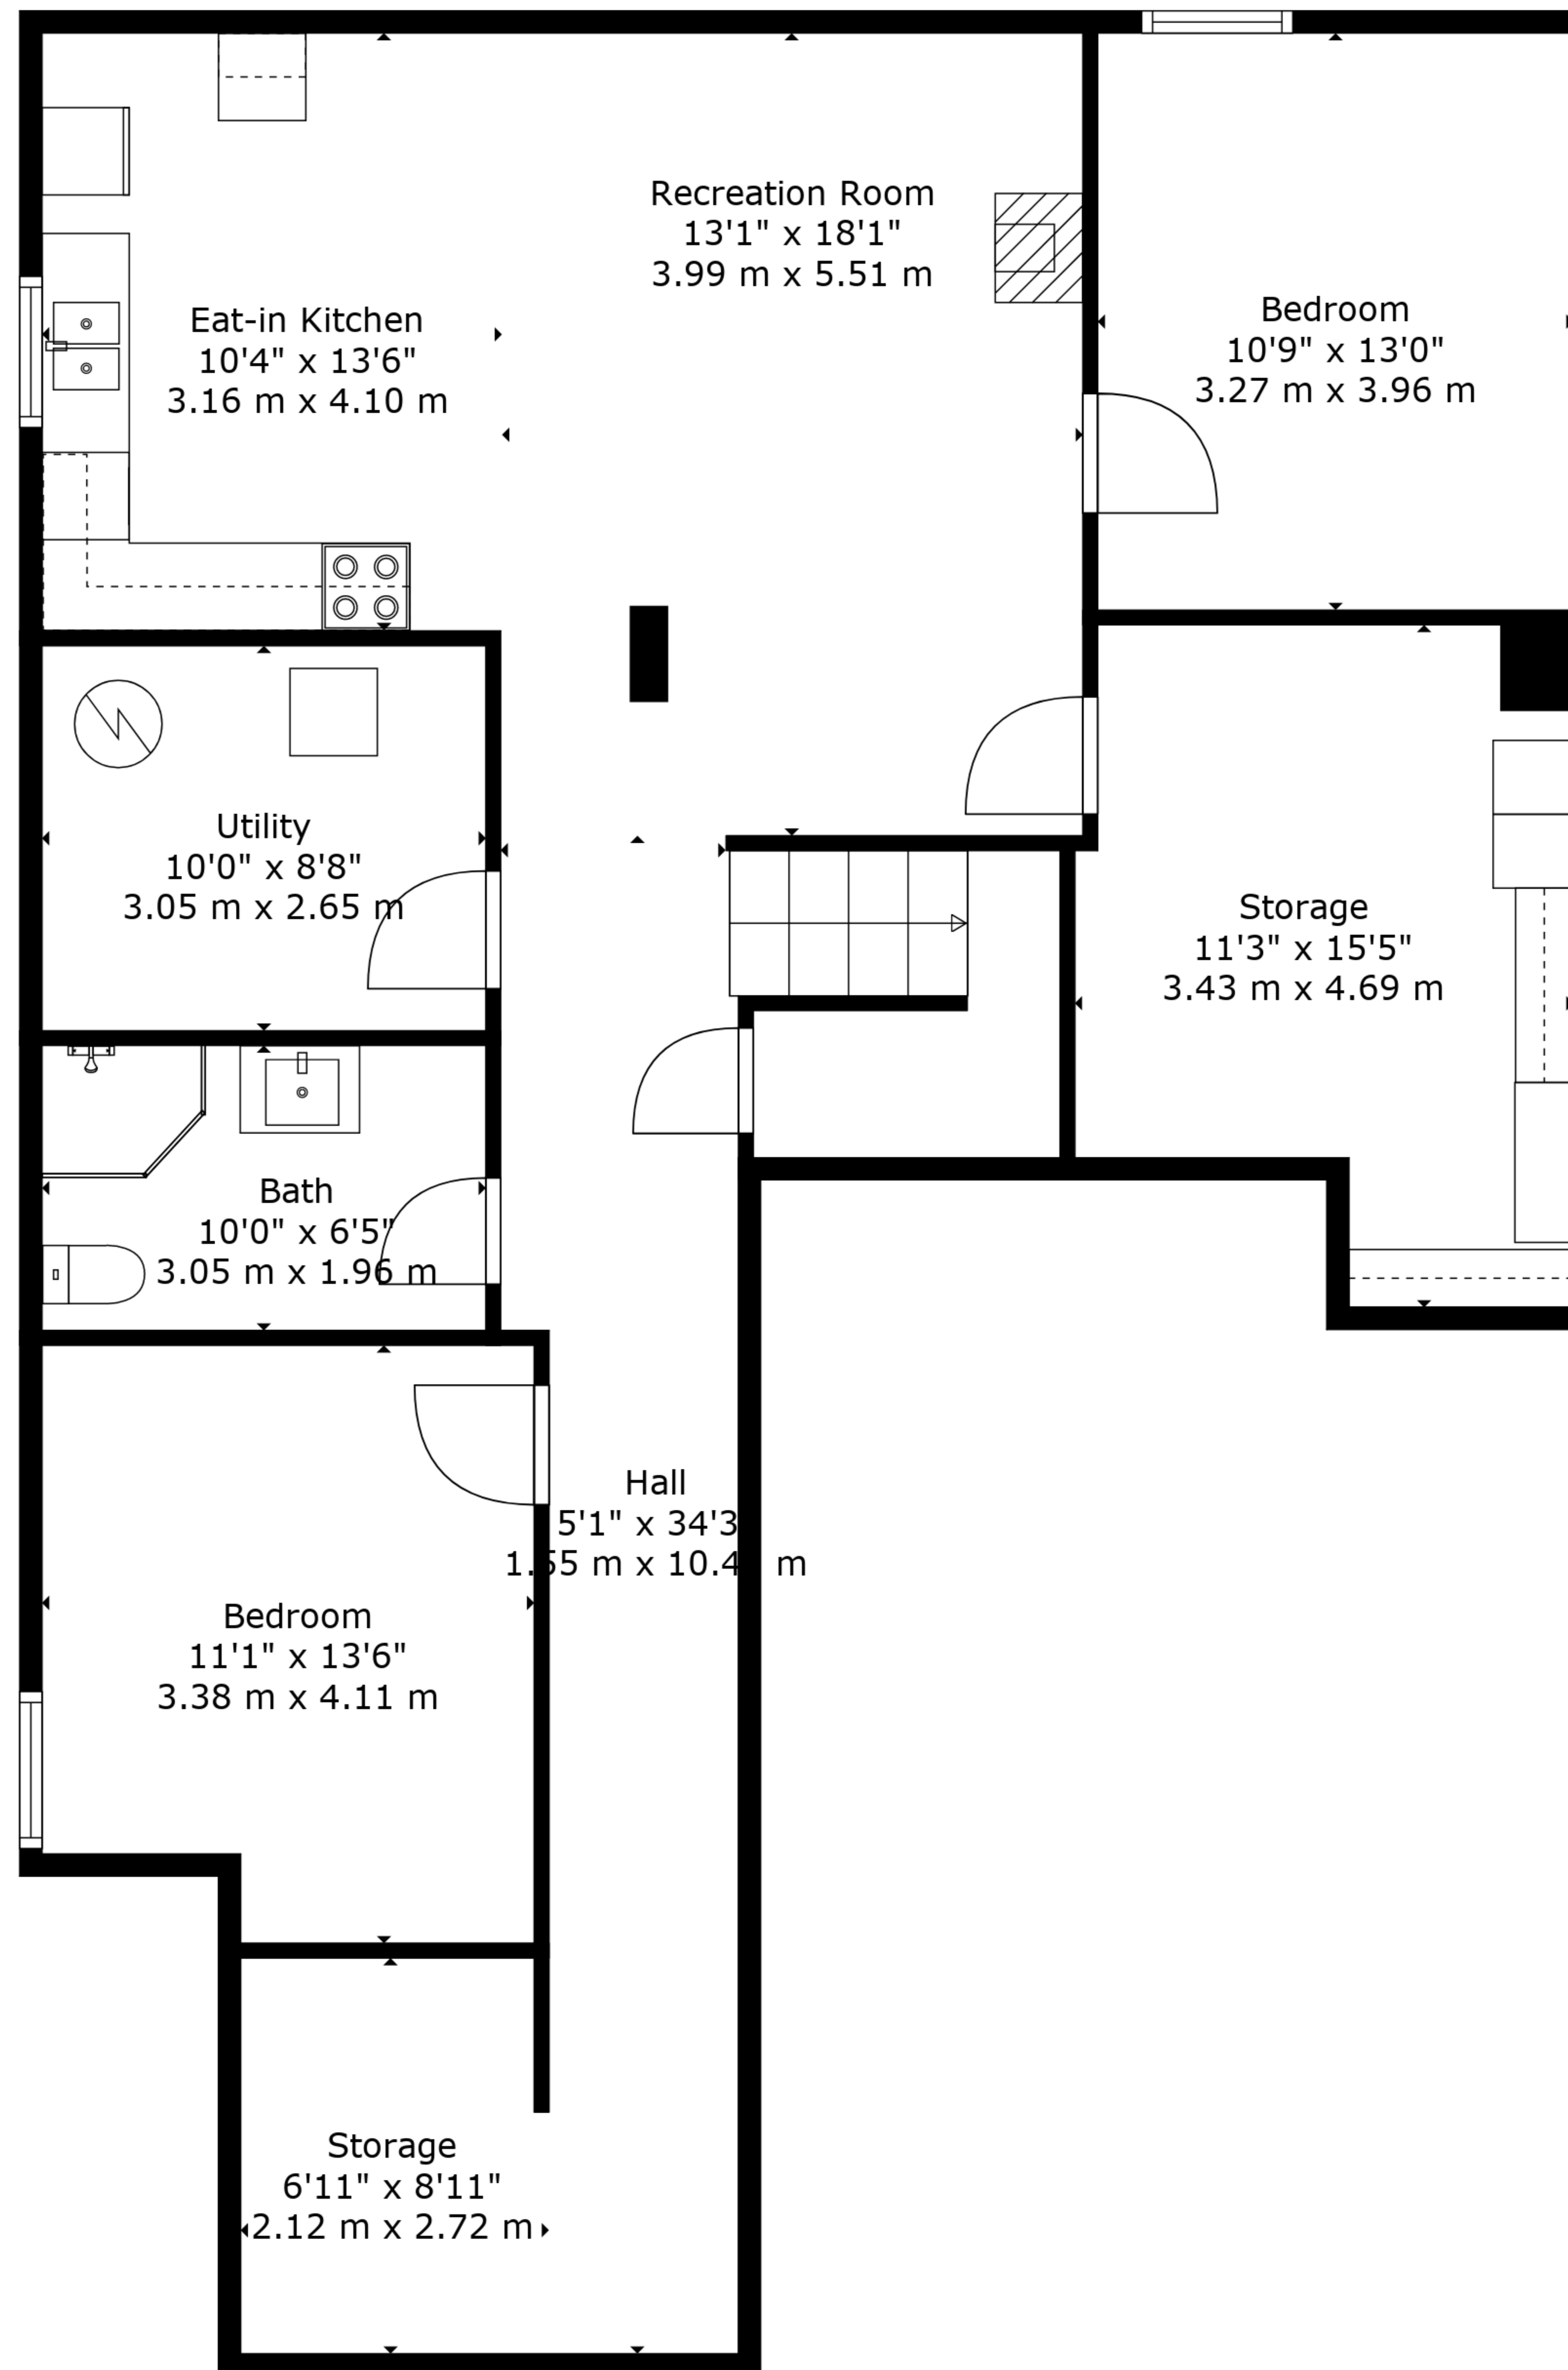 Recreation Room
13'1" x 18'1"
3.99 m x 5.51 m
Eat-in Kitchen
10'4" x 13'6"
3.16 m x 4.10 m
Bedroom
10'9" x 13'0"
3.27 m x 3.96 m
Utility
10'0" x 8'8"
3.05 m x 2.65 m
Storage
11'3" x 15'5"
3.43 m x 4.69 m
Bath
10'0" x 6'5"
3.05 m x 1.96 m
Hall
5'1" x 34'3
m x m
Bedroom
11'1" x 13'6"
3.38 m x 4.11 m
Storage
6'11" x 8'11"
2.12 m x 2.72 m